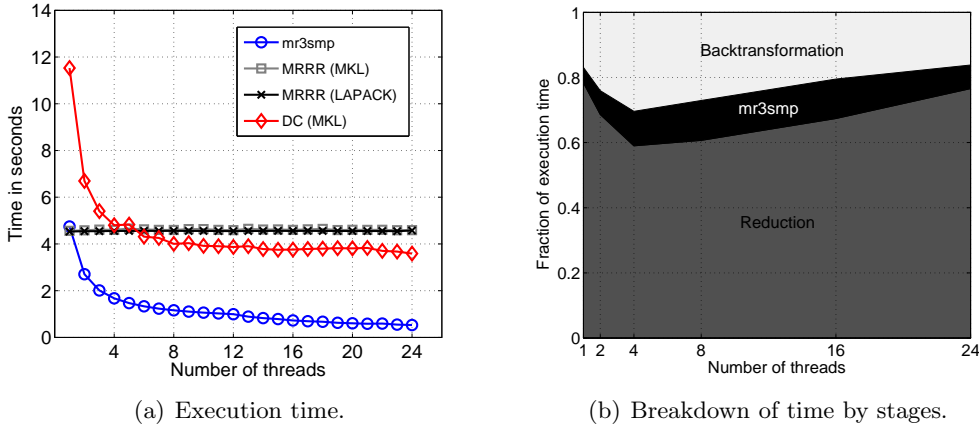 14
12
10
8
6
4
2
0
Time in seconds
mr3smp
MRRR (MKL)
MRRR (LAPACK)
DC (MKL)
4 8 12 16 20 24
Number of threads
(a) Execution time.
1
0.8
0.6
0.4
0.2
0
Fraction of execution time
Backtransformation
mr3smp
Reduction
1 2 4 8 16 24
Number of threads
(b) Breakdown of time by stages.